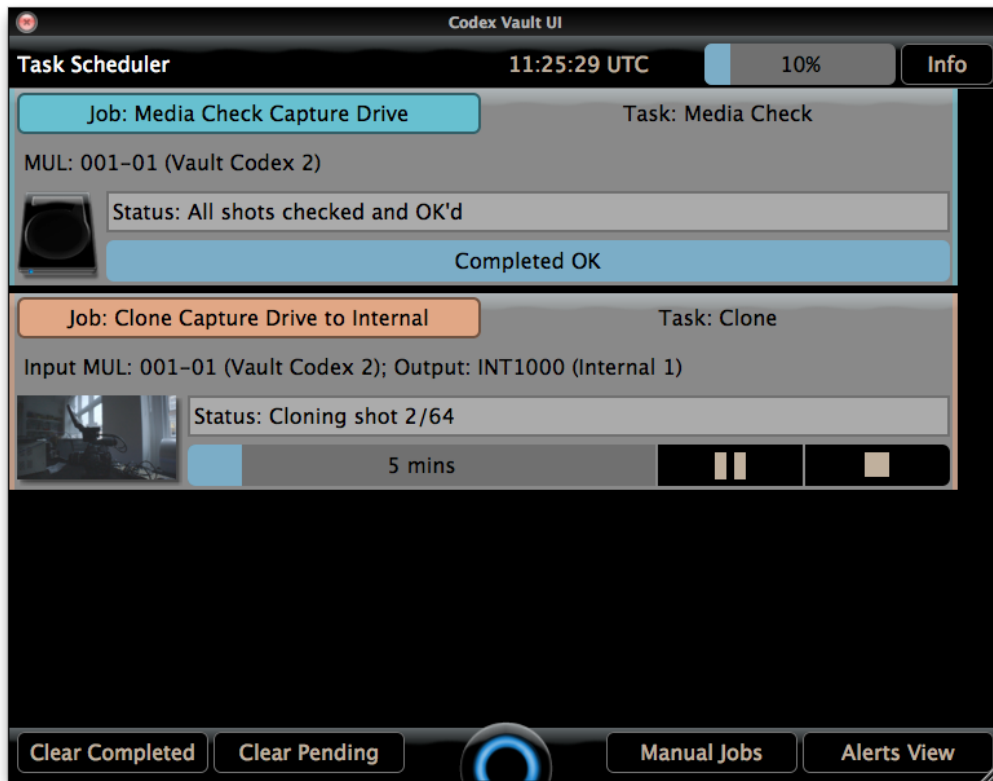 Codex Vault UI
Task Scheduler 11:25:29 UTC 10% Info
Job: Media Check Capture Drive Task: Media Check
MUL: 001-01 (Vault Codex 2)
Status: All shots checked and OK'd
Completed OK
Job: Clone Capture Drive to Internal Task: Clone
Input MUL: 001-01 (Vault Codex 2); Output: INT1000 (Internal 1)
Status: Cloning shot 2/64
5 mins
Clear Completed Clear Pending Manual Jobs Alerts View